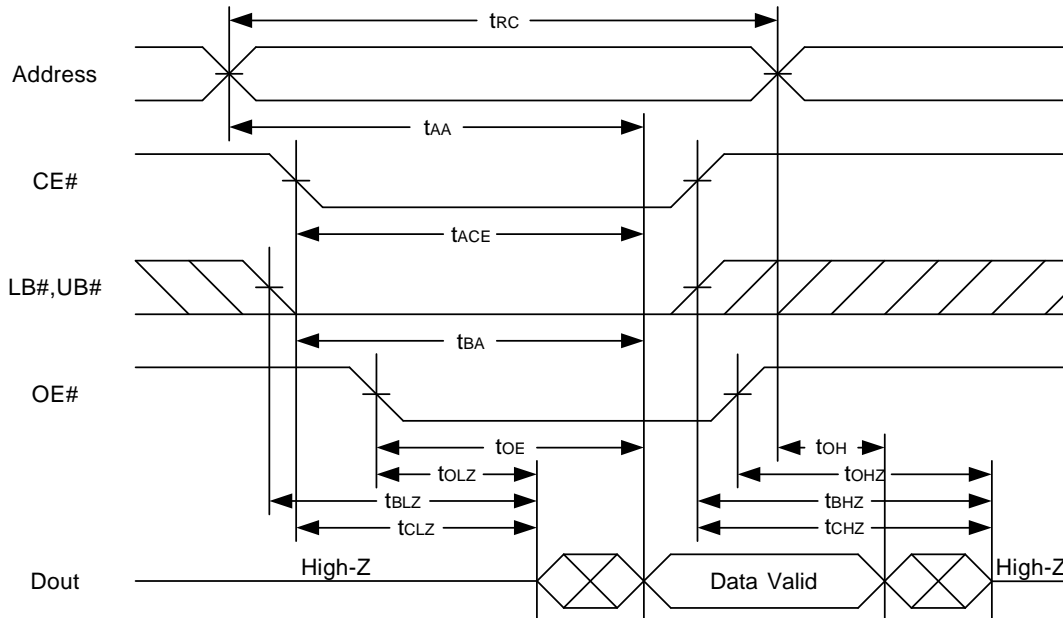 tRC
Address
tAA
CE#
tACE
LB#,UB#
tBA
OE#
tOE
tOH
tOLZ
tOHZ
tBLZ
tBHZ
tCLZ
tCHZ
High-Z
Dout
Data Valid
High-Z